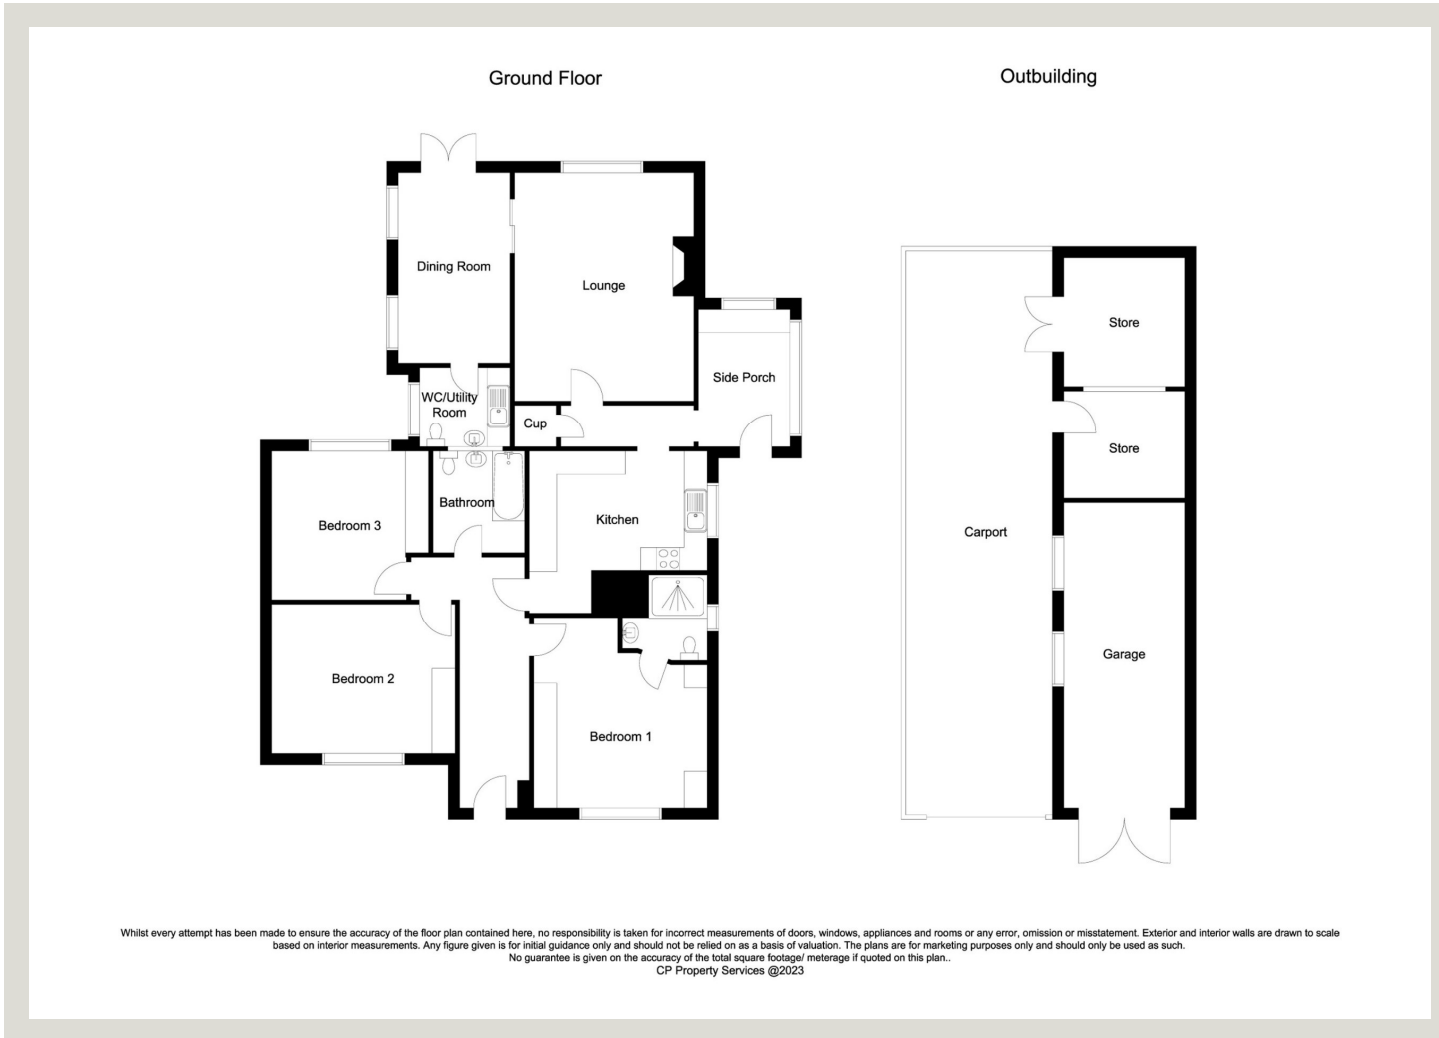 Ground Floor
Outbuilding
Dining Room
Lounge
Side Porch
WC/Utility
Room
Cup
Bedroom 3
Bathroom
Kitchen
Bedroom 2
Bedroom 1
Store
Store
Carport
Garage
Whilst every attempt has been made to ensure the accuracy of the floor plan contained here, no responsibility is taken for incorrect measurements of doors, windows, appliances and rooms or any error, omission or misstatement. Exterior and interior walls are drawn to scale
based on interior measurements. Any figure given is for initial guidance only and should not be relied on as a basis of valuation. The plans are for marketing purposes only and should only be used as such.
No guarantee is given on the accuracy of the total square footage/ meterage if quoted on this plan..
CP Property Services @2023